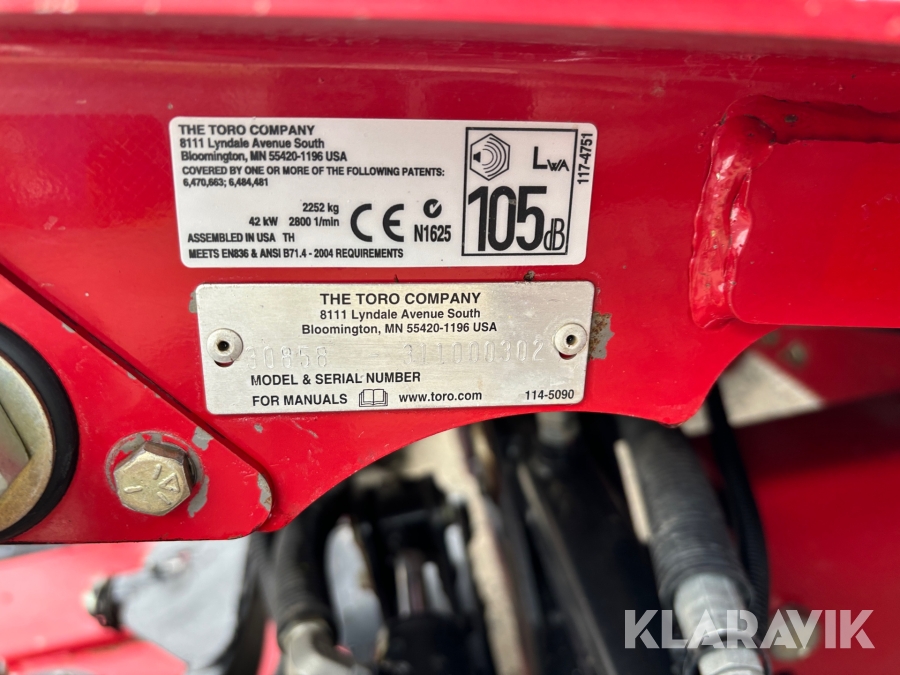 THE TORO COMPANY
8111 Lyndale Avenue South
Bloomington, MN 55420-1196 USA
COVERED BY ONE OR MORE OF THE FOLLOWING PATENTS:
6,470,663; 6,484,481
2252 kg
42 kW 2800 1/min
ASSEMBLED IN USA TH
MEETS EN836 & ANSI B71.4 - 2004 REQUIREMENTS
CE
N1625
LWA
105dB
117-4751
THE TORO COMPANY
8111 Lyndale Avenue South
Bloomington, MN 55420-1196 USA
MODEL & SERIAL NUMBER
FOR MANUALS www.toro.com 114-5090
KLARAVIK